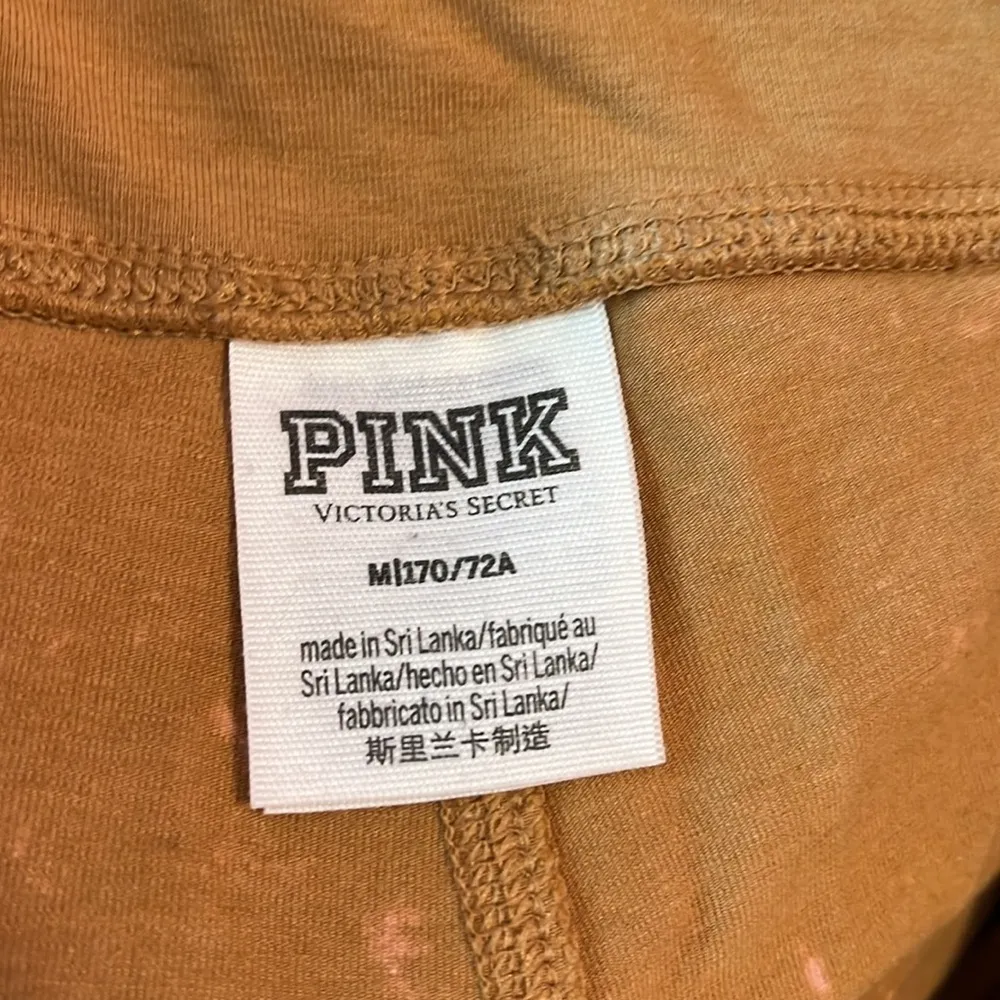 PINK
VICTORIA'S SECRET
M|170/72A
made in Sri Lanka/fabriqué au
Sri Lanka/hecho en Sri Lanka/
fabbricato in Sri Lanka/
斯里兰卡制造